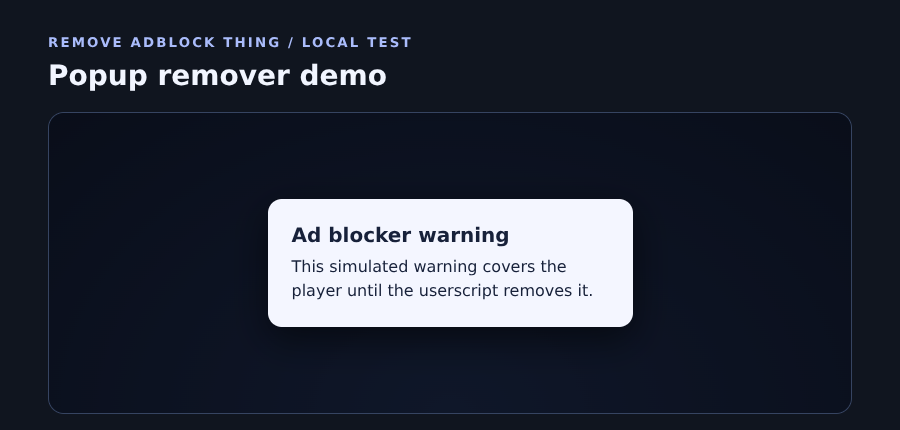 REMOVE ADBLOCK THING / LOCAL TEST
Popup remover demo
Ad blocker warning
This simulated warning covers the
player until the userscript removes it.